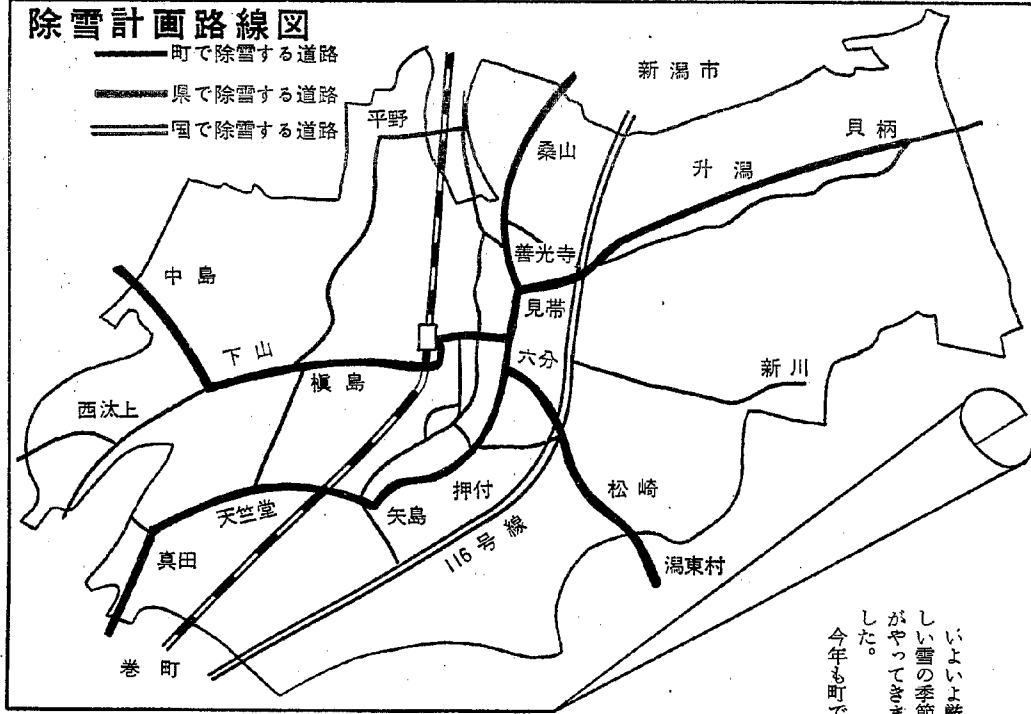 除雪計画路線図
町で除雪する道路
県で除雪する道路
国で除雪する道路
新潟市
平野
桑山
升潟
貝柄
善光寺
中島
見帯
下山
六分
槇島
新川
西汰上
押付
松崎
天竺堂
矢島
116号線
真田
潟東村
巻町
いよいよ厳
しい雪の季節
がやってきま
した。
今年も町で